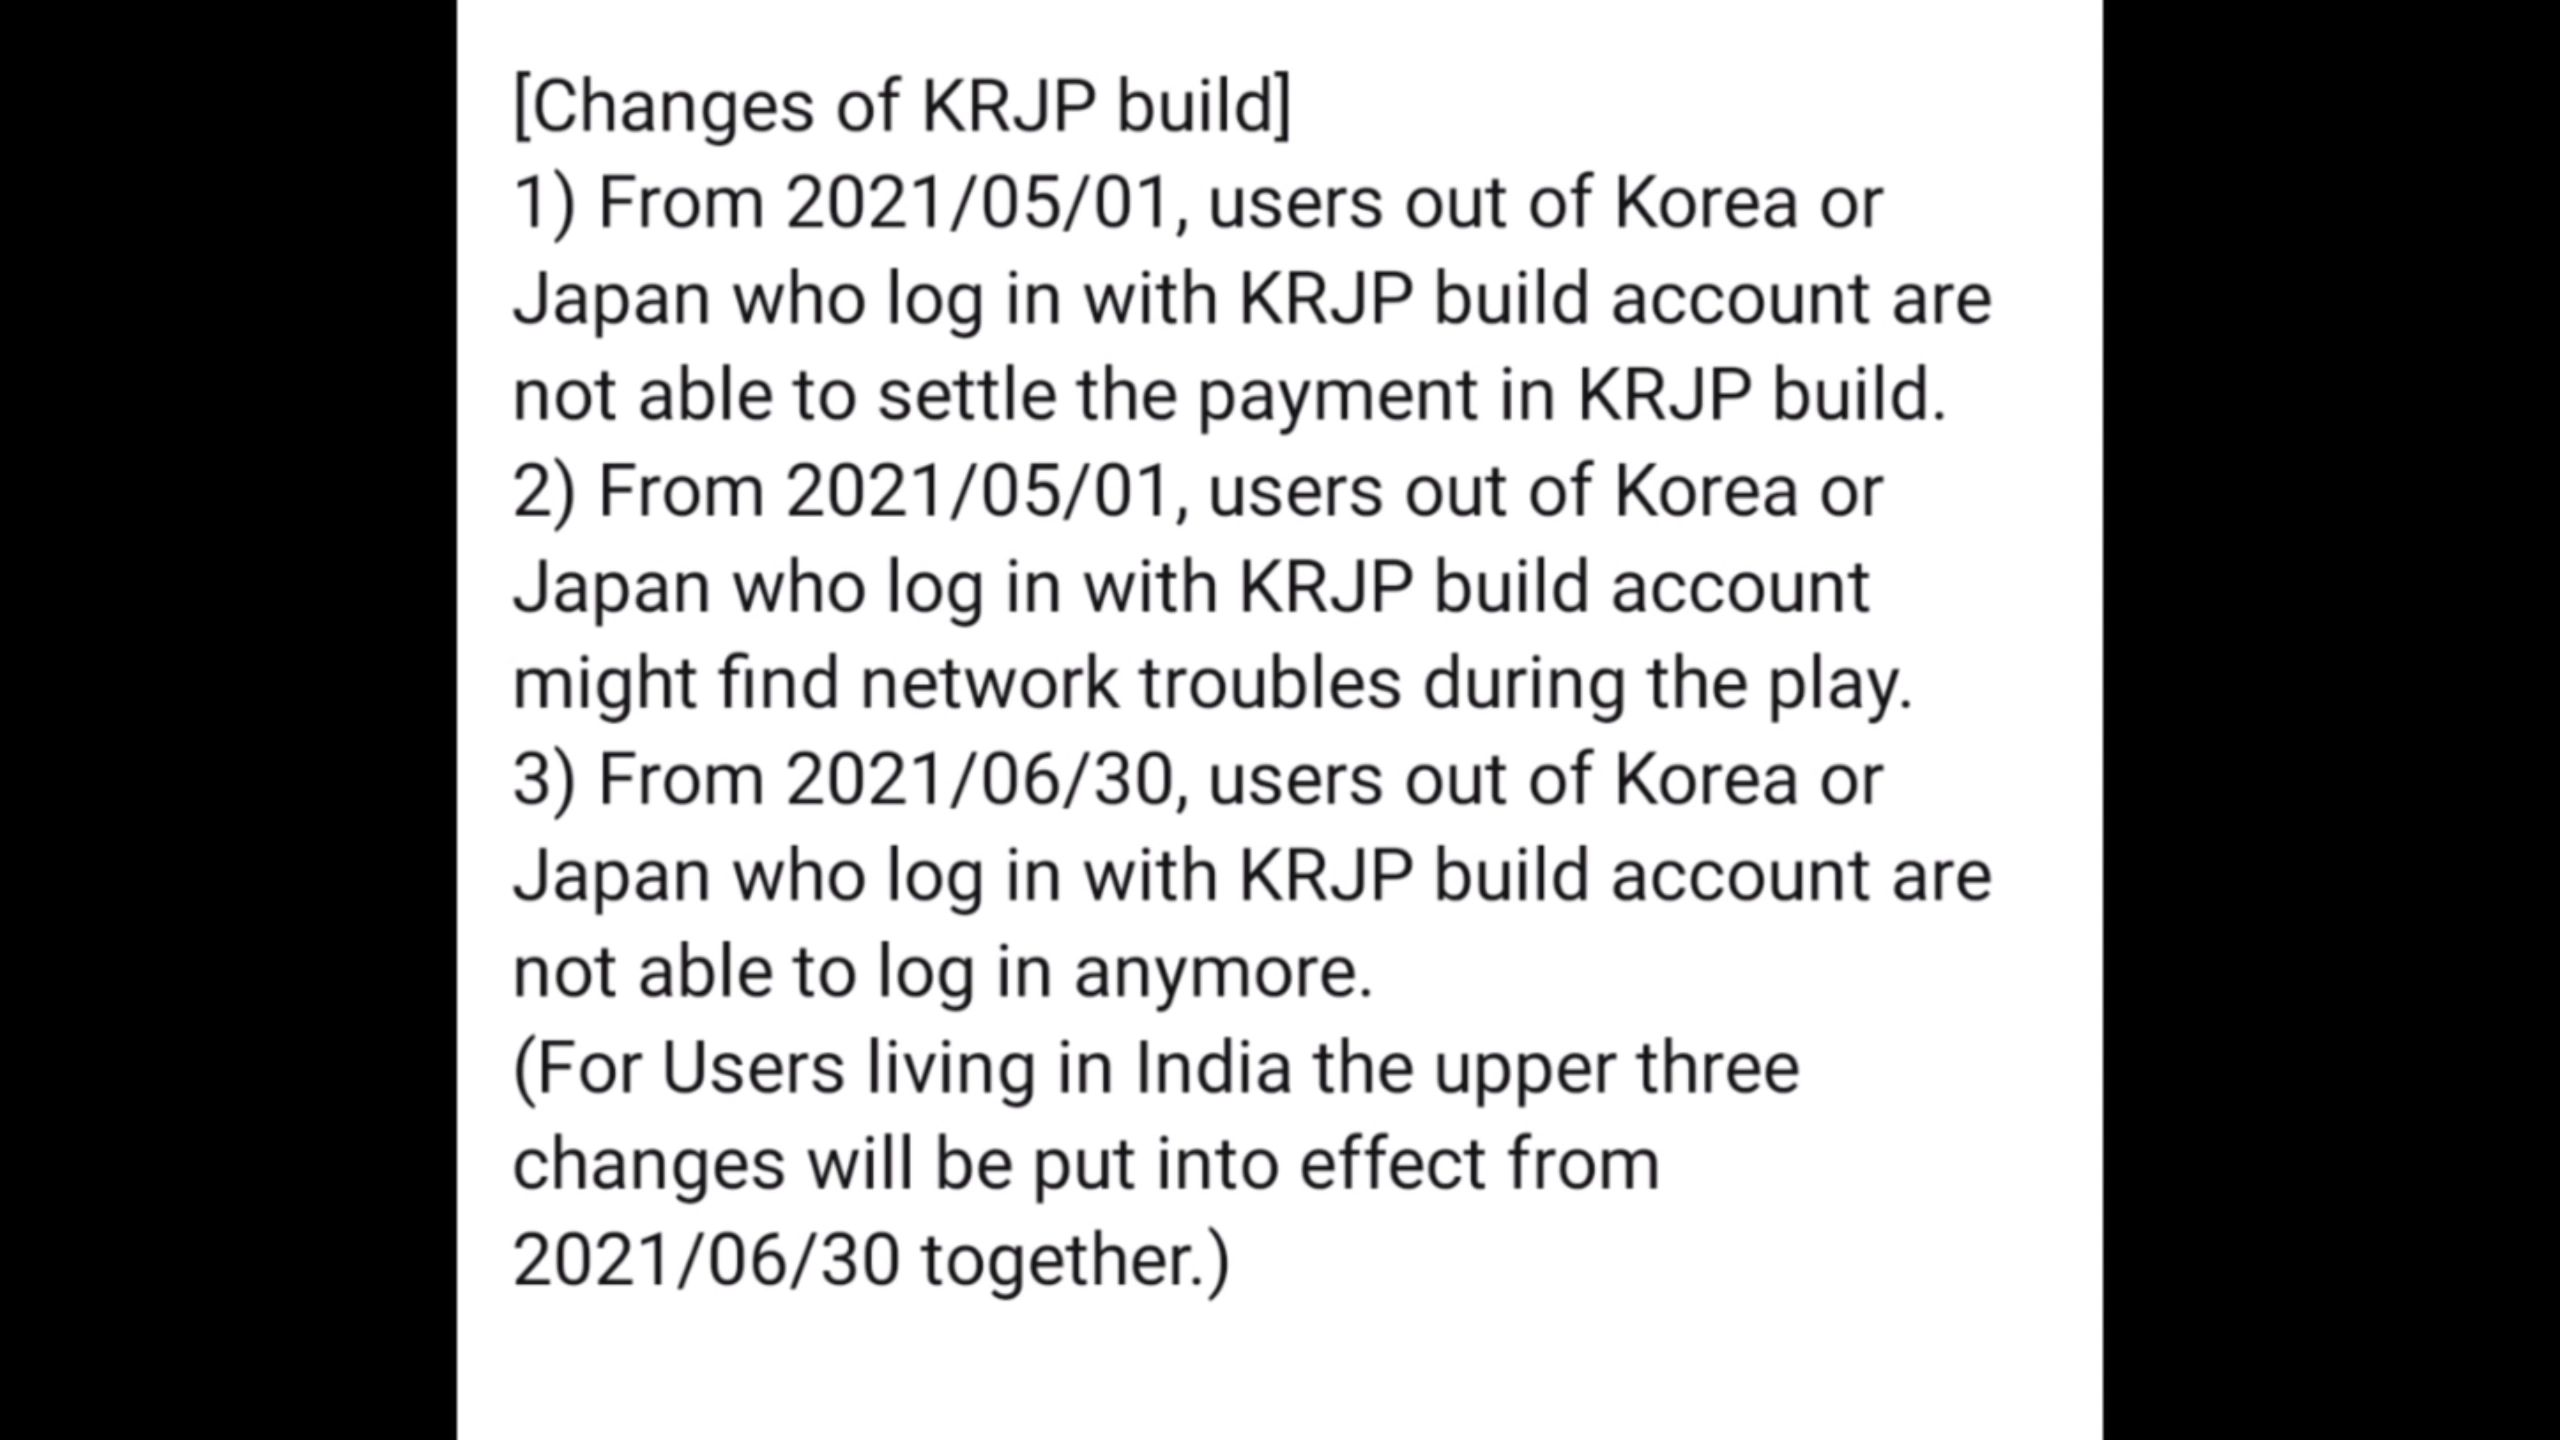 [Changes of KRJP build]
1) From 2021/05/01, users out of Korea or
Japan who log in with KRJP build account are
not able to settle the payment in KRJP build.
2) From 2021/05/01, users out of Korea or
Japan who log in with KRJP build account
might find network troubles during the play.
3) From 2021/06/30, users out of Korea or
Japan who log in with KRJP build account are
not able to log in anymore.
(For Users living in India the upper three
changes will be put into effect from
2021/06/30 together.)